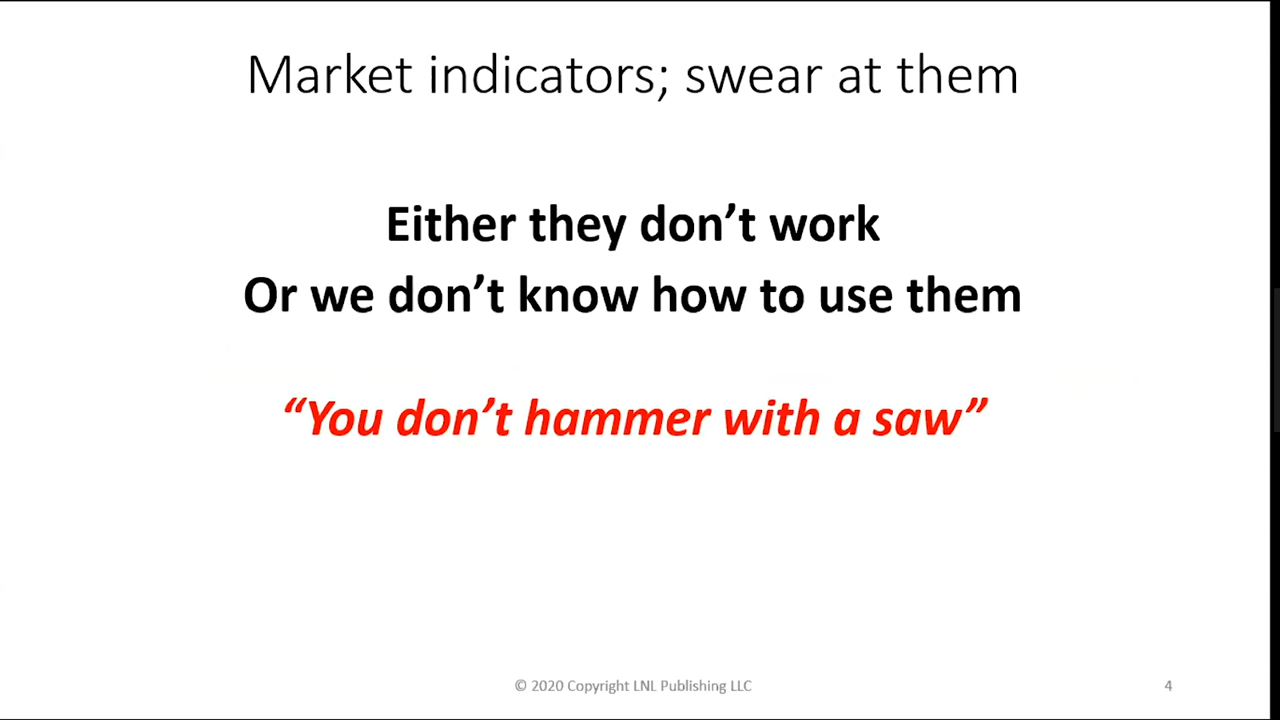 Market indicators; swear at them
Either they don’t work
Or we don’t know how to use them
“You don’t hammer with a saw”
© 2020 Copyright LNL Publishing LLC
4